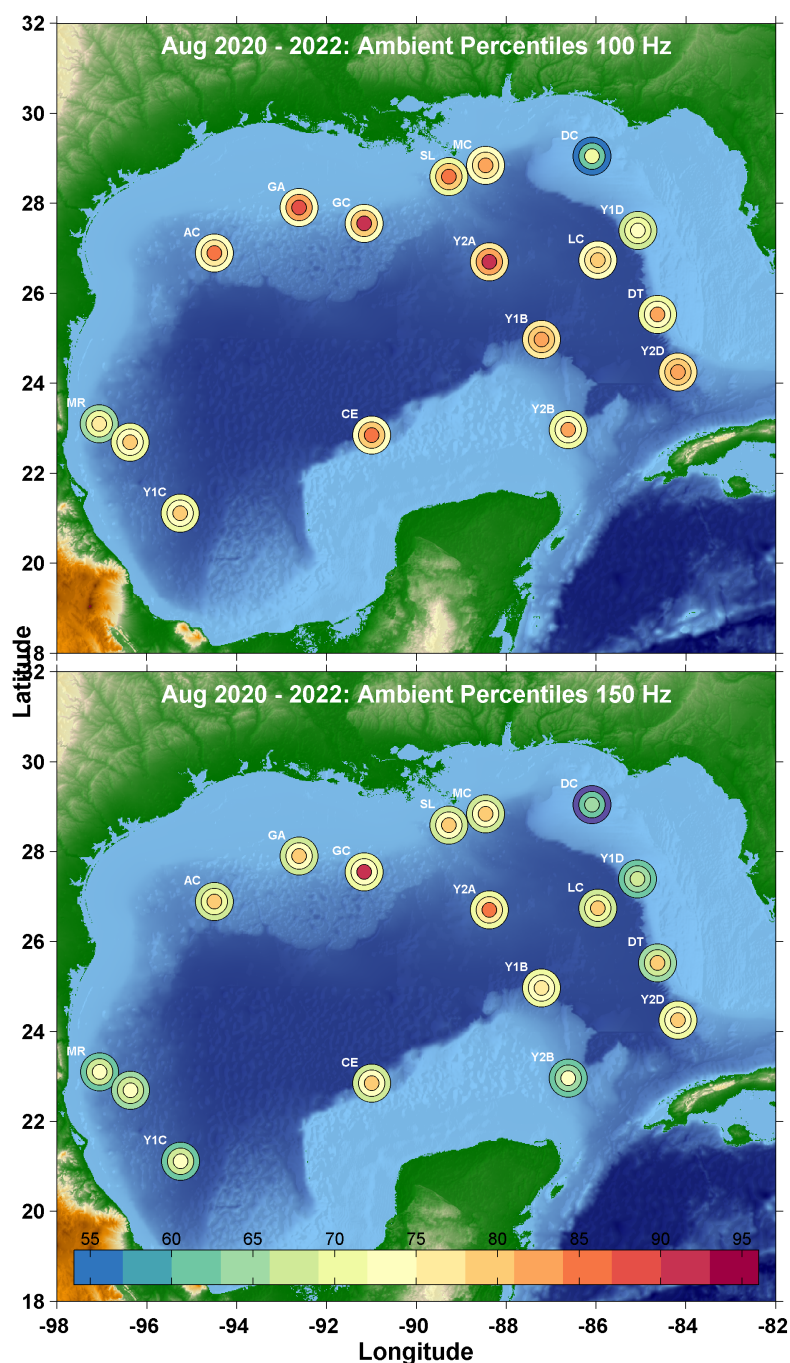 32
Aug 2020 - 2022: Ambient Percentiles 100 Hz
30
MC
DC
SL
28
GA
GC
Y1D
AC
Y2A
LC
26
DT
Y1B
Y2D
24
MR
CE
Y2B
22
Y1C
20
18
Latitude
32
Aug 2020 - 2022: Ambient Percentiles 150 Hz
30
MC
DC
SL
28
GA
GC
Y1D
AC
Y2A
LC
26
DT
Y1B
Y2D
24
MR
CE
Y2B
22
Y1C
20
55 60 65 70 75 80 85 90 95
18
-98 -96 -94 -92 -90 -88 -86 -84 -82
Longitude